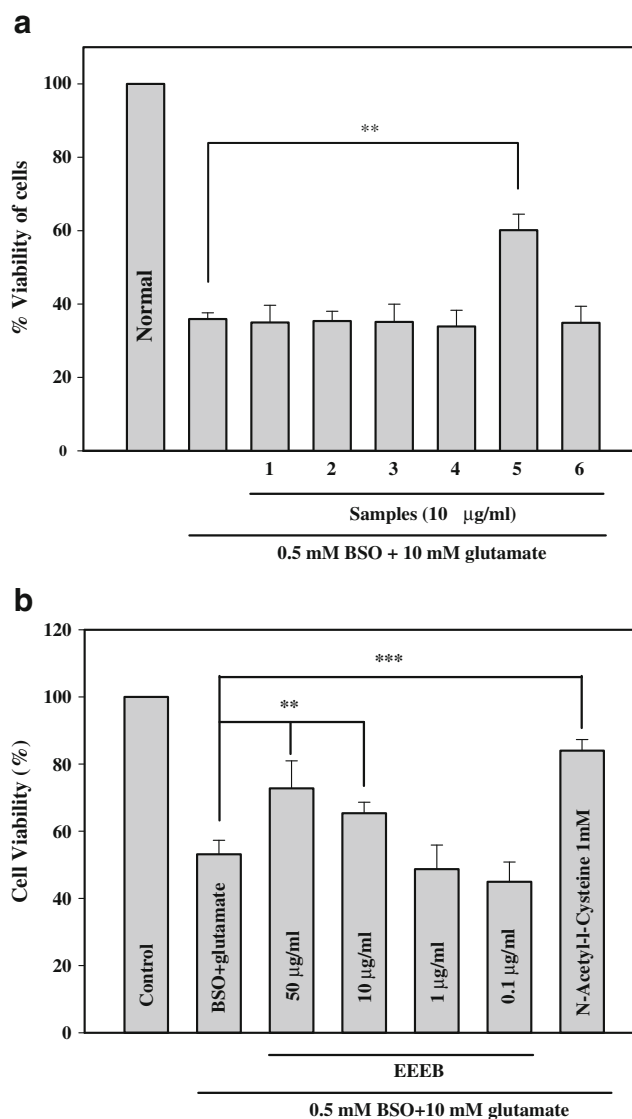 a
% Viability of cells
100
80
60
40
20
0
**
Normal
1 2 3 4 5 6
Samples (10 μg/ml)
0.5 mM BSO + 10 mM glutamate
b
Cell Viability (%)
120
100
80
60
40
20
0
***
**
Control
BSO+glutamate
50 μg/ml
10 μg/ml
1 μg/ml
0.1 μg/ml
N-Acetyl-l-Cysteine 1mM
EEEB
0.5 mM BSO+10 mM glutamate